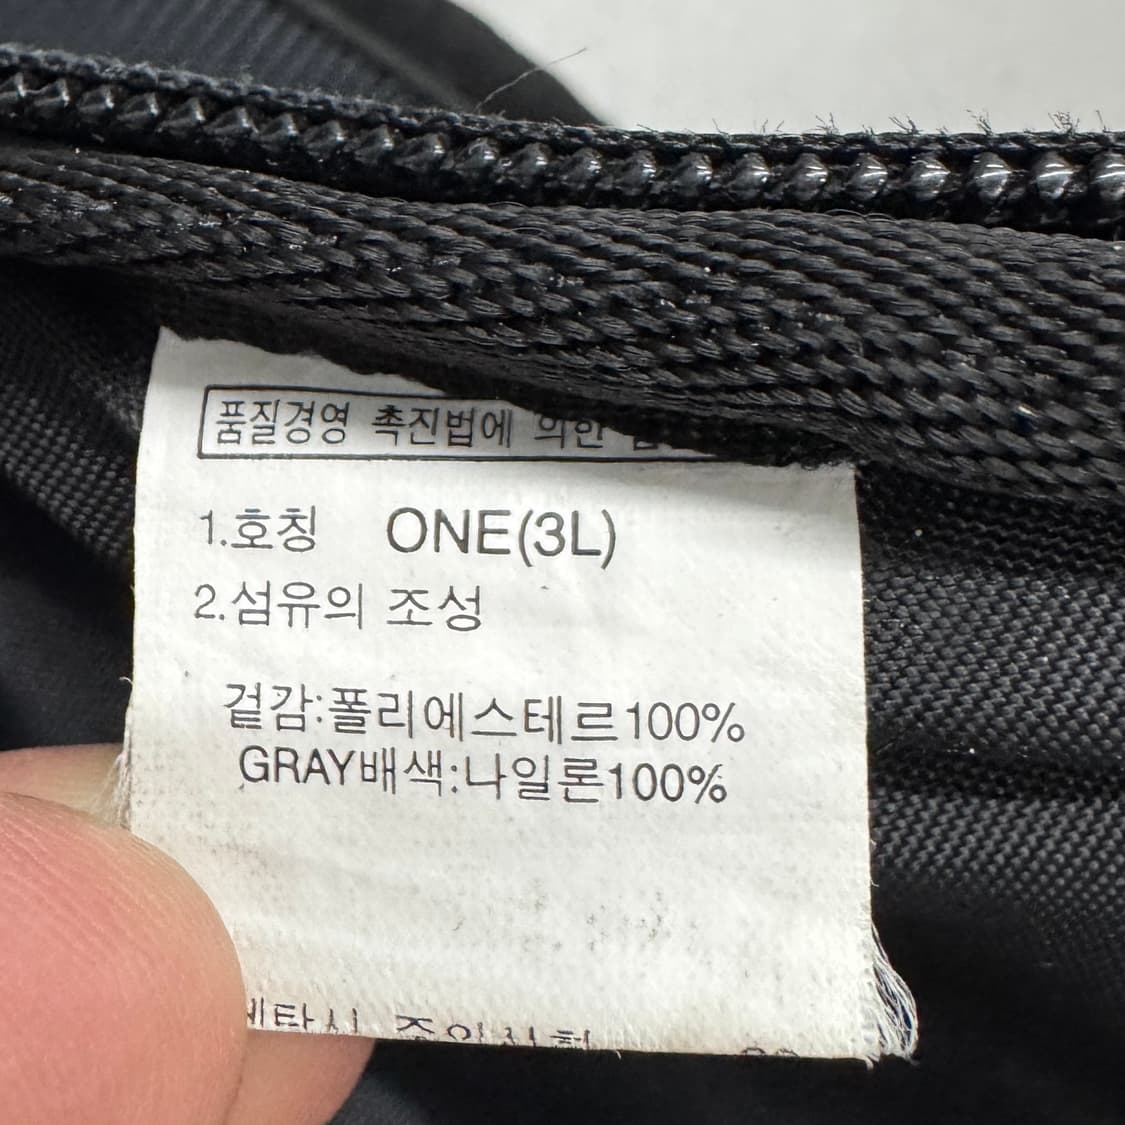 품질경영 촉진법에 의한
1.호칭 ONE(3L)
2.섬유의 조성
겉감:폴리에스테르100%
GRAY배색:나일론100%